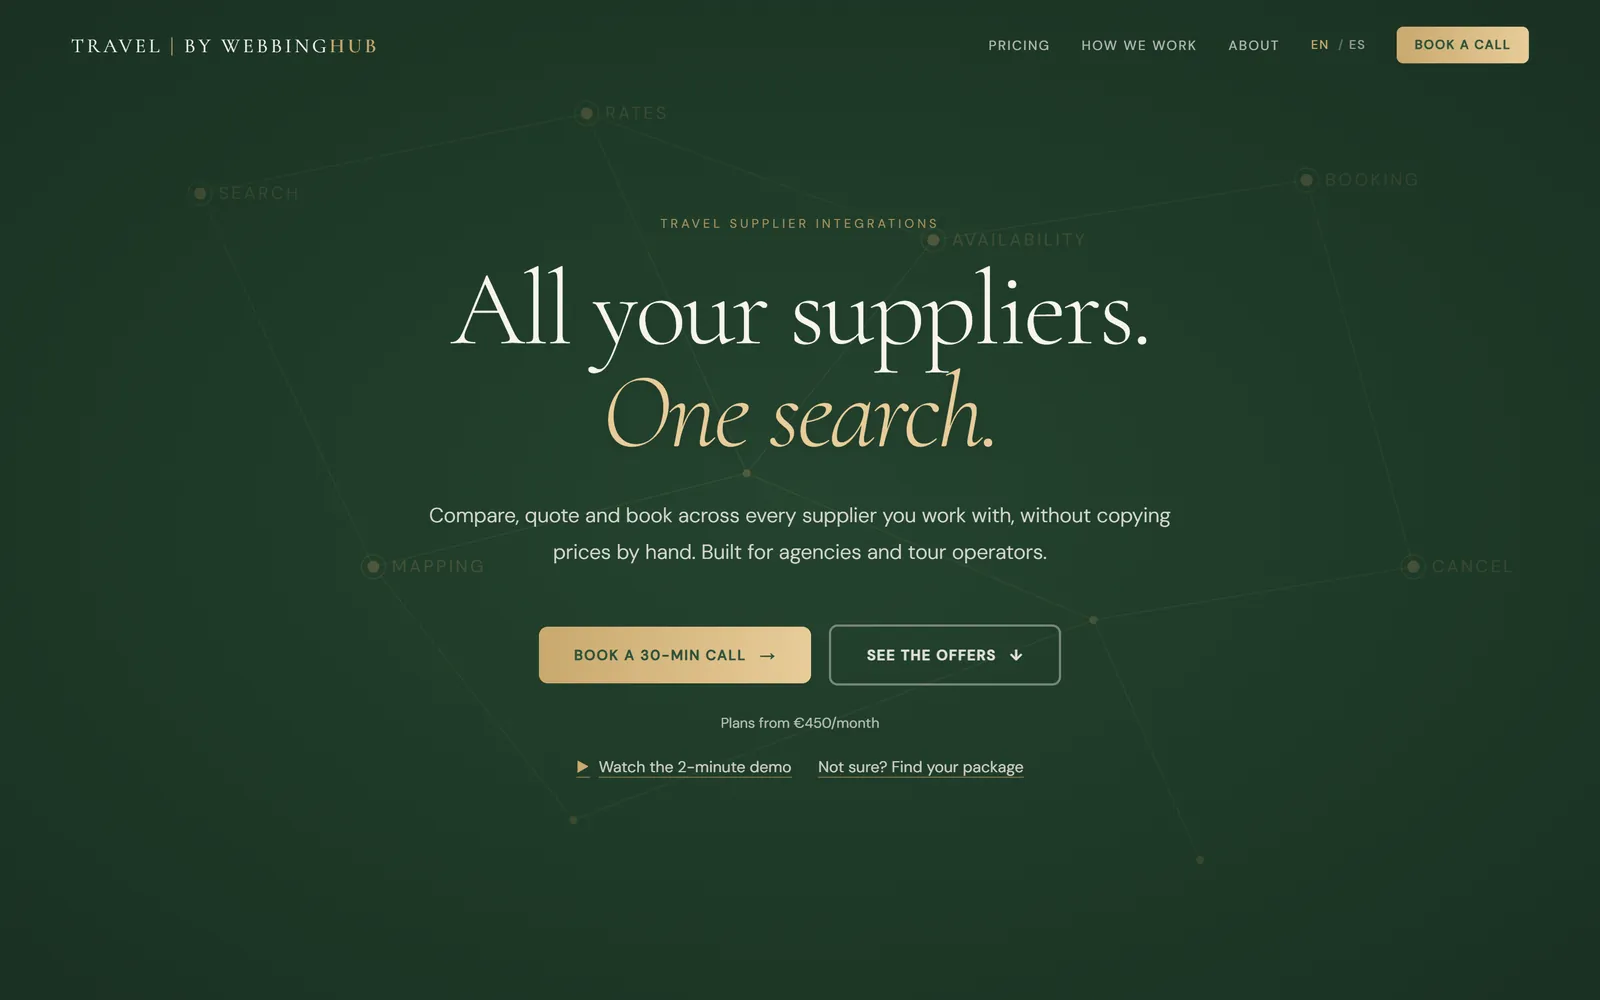 TRAVEL | BY WEBBINGHUB
PRICING
HOW WE WORK
ABOUT
EN / ES
BOOK A CALL
RATES
SEARCH
BOOKING
TRAVEL SUPPLIER INTEGRATIONS
AVAILABILITY
All your suppliers.
One search.
Compare, quote and book across every supplier you work with, without copying
prices by hand. Built for agencies and tour operators.
MAPPING
CANCEL
BOOK A 30-MIN CALL →
SEE THE OFFERS ↓
Plans from €450/month
▶ Watch the 2-minute demo
Not sure? Find your package